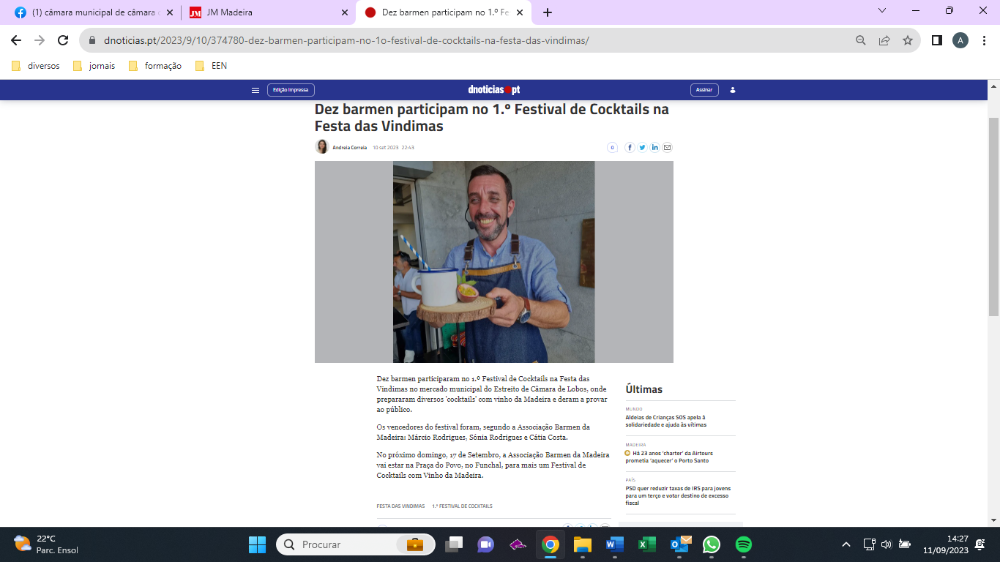 (1) câmara municipal de câmara
JM Madeira
Dez barmen participam no 1.º Fe
dnoticias.pt/2023/9/10/374780-dez-barmen-participam-no-1o-festival-de-cocktails-na-festa-das-vindimas/
A
diversos
jornais
formação
EEN
Edição Impressa
dnoticias pt
Assinar
Dez barmen participam no 1.º Festival de Cocktails na
Festa das Vindimas
Andreia Correia 10 set 2023 22:43
0
Dez barmen participaram no 1.º Festival de Cocktails na Festa das
Vindimas no mercado municipal do Estreito de Câmara de Lobos, onde
prepararam diversos 'cocktails' com vinho da Madeira e deram a provar
ao público.
Os vencedores do festival foram, segundo a Associação Barmen da
Madeira: Márcio Rodrigues, Sónia Rodrigues e Cátia Costa.
No próximo domingo, 17 de Setembro, a Associação Barmen da Madeira
vai estar na Praça do Povo, no Funchal, para mais um Festival de
Cocktails com Vinho da Madeira.
FESTA DAS VINDIMAS 1.º FESTIVAL DE COCKTAILS
Últimas
MUNDO
Aldeias de Crianças SOS apela à
solidariedade e ajuda às vítimas
MADEIRA
Há 23 anos 'charter' da Airtours
prometia 'aquecer' o Porto Santo
PAÍS
PSD quer reduzir taxas de IRS para jovens
para um terço e votar destino de excesso
fiscal
22°C
Parc. Ensol
Procurar
14:27
11/09/2023